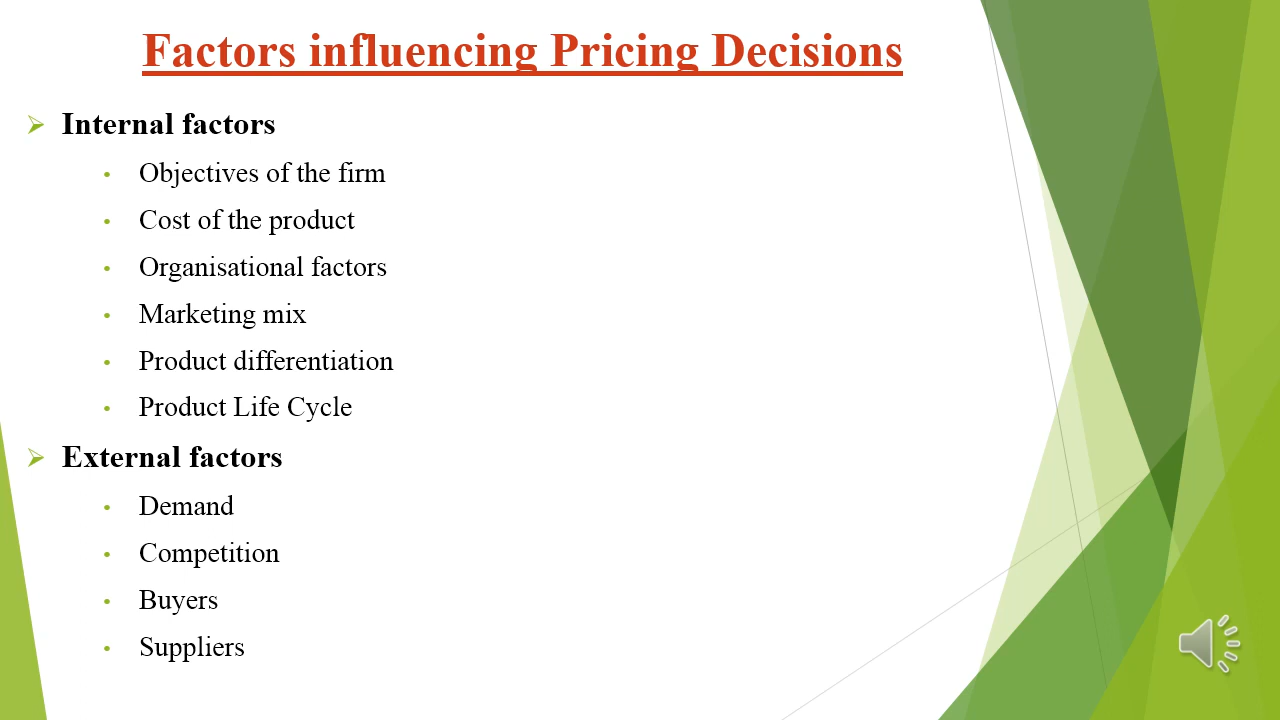 Factors influencing Pricing Decisions
Internal factors
Objectives of the firm
Cost of the product
Organisational factors
Marketing mix
Product differentiation
Product Life Cycle
External factors
Demand
Competition
Buyers
Suppliers